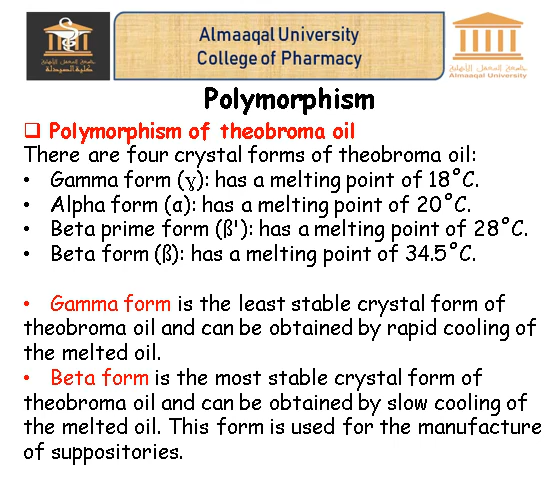 Almaaqal University
College of Pharmacy
كلية الصيدلة
Almaaqal University
Polymorphism
❑ Polymorphism of theobroma oil
There are four crystal forms of theobroma oil:
• Gamma form (ɣ): has a melting point of 18˚C.
• Alpha form (α): has a melting point of 20˚C.
• Beta prime form (ß'): has a melting point of 28˚C.
• Beta form (ß): has a melting point of 34.5˚C.
• Gamma form is the least stable crystal form of
theobroma oil and can be obtained by rapid cooling of
the melted oil.
• Beta form is the most stable crystal form of
theobroma oil and can be obtained by slow cooling of
the melted oil. This form is used for the manufacture
of suppositories.